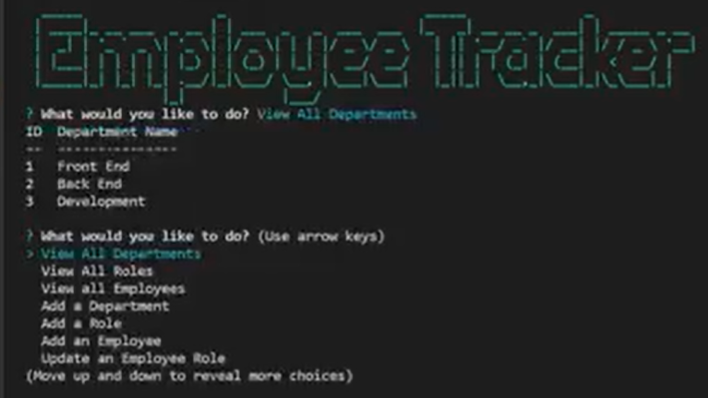 Employee Tracker
? What would you like to do? View All Departments
ID  Department Name
--  ---------------
1   Front End
2   Back End
3   Development
? What would you like to do? (Use arrow keys)
> View All Departments
  View All Roles
  View all Employees
  Add a Department
  Add a Role
  Add an Employee
  Update an Employee Role
(Move up and down to reveal more choices)